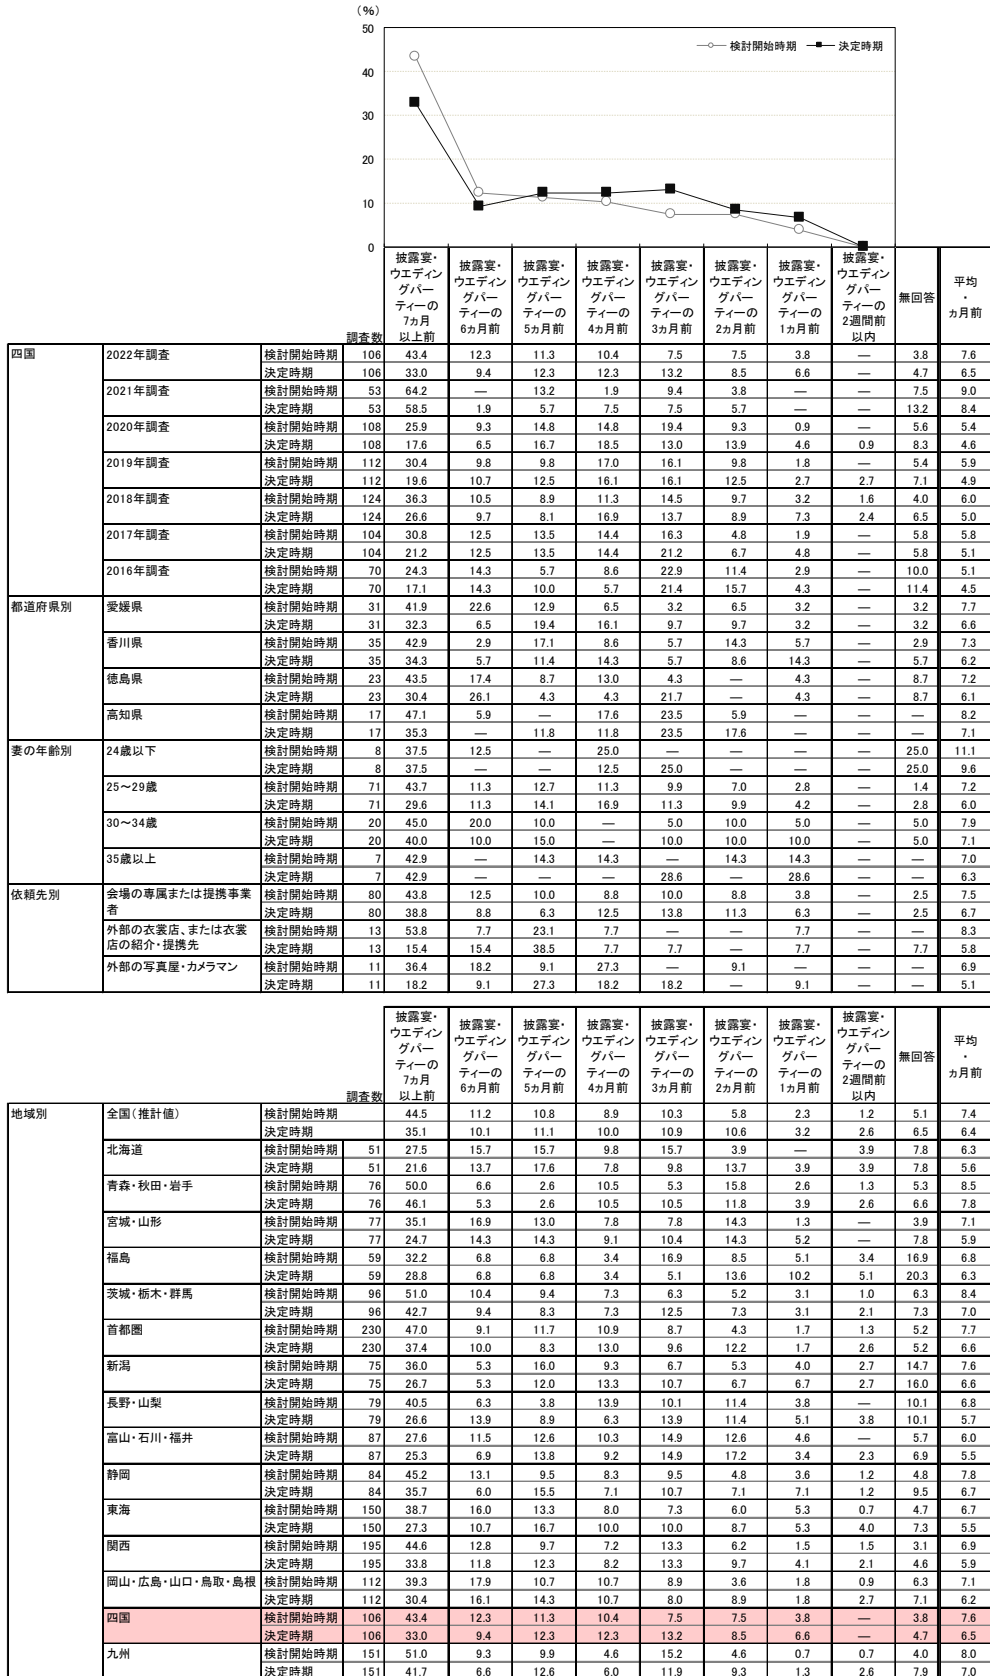 (%)
50
40
30
20
10
0
検討開始時期 決定時期
調査数 披露宴・ウエディングパーティーの7カ月以上前 披露宴・ウエディングパーティーの6カ月前 披露宴・ウエディングパーティーの5カ月前 披露宴・ウエディングパーティーの4カ月前 披露宴・ウエディングパーティーの3カ月前 披露宴・ウエディングパーティーの2カ月前 披露宴・ウエディングパーティーの1カ月前 披露宴・ウエディングパーティーの2週間前以内 無回答 平均・カ月前
四国 2022年調査 検討開始時期 106 43.4 12.3 11.3 10.4 7.5 7.5 3.8 — 3.8 7.6
決定時期 106 33.0 9.4 12.3 12.3 13.2 8.5 6.6 — 4.7 6.5
2021年調査 検討開始時期 53 64.2 — 13.2 1.9 9.4 3.8 — — 7.5 9.0
決定時期 53 58.5 1.9 5.7 7.5 7.5 5.7 — — 13.2 8.4
2020年調査 検討開始時期 108 25.9 9.3 14.8 14.8 19.4 9.3 0.9 — 5.6 5.4
決定時期 108 17.6 6.5 16.7 18.5 13.0 13.9 4.6 0.9 8.3 4.6
2019年調査 検討開始時期 112 30.4 9.8 9.8 17.0 16.1 9.8 1.8 — 5.4 5.9
決定時期 112 19.6 10.7 12.5 16.1 16.1 12.5 2.7 2.7 7.1 4.9
2018年調査 検討開始時期 124 36.3 10.5 8.9 11.3 14.5 9.7 3.2 1.6 4.0 6.0
決定時期 124 26.6 9.7 8.1 16.9 13.7 8.9 7.3 2.4 6.5 5.0
2017年調査 検討開始時期 104 30.8 12.5 13.5 14.4 16.3 4.8 1.9 — 5.8 5.8
決定時期 104 21.2 12.5 13.5 14.4 21.2 6.7 4.8 — 5.8 5.1
2016年調査 検討開始時期 70 24.3 14.3 5.7 8.6 22.9 11.4 2.9 — 10.0 5.1
決定時期 70 17.1 14.3 10.0 5.7 21.4 15.7 4.3 — 11.4 4.5
都道府県別 愛媛県 検討開始時期 31 41.9 22.6 12.9 6.5 3.2 6.5 3.2 — 3.2 7.7
決定時期 31 32.3 6.5 19.4 16.1 9.7 9.7 3.2 — 3.2 6.6
香川県 検討開始時期 35 42.9 2.9 17.1 8.6 5.7 14.3 5.7 — 2.9 7.3
決定時期 35 34.3 5.7 11.4 14.3 5.7 8.6 14.3 — 5.7 6.2
徳島県 検討開始時期 23 43.5 17.4 8.7 13.0 4.3 — 4.3 — 8.7 7.2
決定時期 23 30.4 26.1 4.3 4.3 21.7 — 4.3 — 8.7 6.1
高知県 検討開始時期 17 47.1 5.9 — 17.6 23.5 5.9 — — — 8.2
決定時期 17 35.3 — 11.8 11.8 23.5 17.6 — — — 7.1
妻の年齢別 24歳以下 検討開始時期 8 37.5 12.5 — 25.0 — — — — 25.0 11.1
決定時期 8 37.5 — — 12.5 25.0 — — — 25.0 9.6
25〜29歳 検討開始時期 71 43.7 11.3 12.7 11.3 9.9 7.0 2.8 — 1.4 7.2
決定時期 71 29.6 11.3 14.1 16.9 11.3 9.9 4.2 — 2.8 6.0
30〜34歳 検討開始時期 20 45.0 20.0 10.0 — 5.0 10.0 5.0 — 5.0 7.9
決定時期 20 40.0 10.0 15.0 — 10.0 10.0 10.0 — 5.0 7.1
35歳以上 検討開始時期 7 42.9 — 14.3 14.3 — 14.3 14.3 — — 7.0
決定時期 7 42.9 — — — 28.6 — 28.6 — — 6.3
依頼先別 会場の専属または提携事業者 検討開始時期 80 43.8 12.5 10.0 8.8 10.0 8.8 3.8 — 2.5 7.5
決定時期 80 38.8 8.8 6.3 12.5 13.8 11.3 6.3 — 2.5 6.7
外部の衣裳店、または衣裳店の紹介・提携先 検討開始時期 13 53.8 7.7 23.1 7.7 — — 7.7 — — 8.3
決定時期 13 15.4 15.4 38.5 7.7 7.7 — 7.7 — 7.7 5.8
外部の写真屋・カメラマン 検討開始時期 11 36.4 18.2 9.1 27.3 — 9.1 — — — 6.9
決定時期 11 18.2 9.1 27.3 18.2 18.2 — 9.1 — — 5.1
調査数 披露宴・ウエディングパーティーの7カ月以上前 披露宴・ウエディングパーティーの6カ月前 披露宴・ウエディングパーティーの5カ月前 披露宴・ウエディングパーティーの4カ月前 披露宴・ウエディングパーティーの3カ月前 披露宴・ウエディングパーティーの2カ月前 披露宴・ウエディングパーティーの1カ月前 披露宴・ウエディングパーティーの2週間前以内 無回答 平均・カ月前
地域別 全国(推計値) 検討開始時期 44.5 11.2 10.8 8.9 10.3 5.8 2.3 1.2 5.1 7.4
決定時期 35.1 10.1 11.1 10.0 10.9 10.6 3.2 2.6 6.5 6.4
北海道 検討開始時期 51 27.5 15.7 15.7 9.8 15.7 3.9 — 3.9 7.8 6.3
決定時期 51 21.6 13.7 17.6 7.8 9.8 13.7 3.9 3.9 7.8 5.6
青森・秋田・岩手 検討開始時期 76 50.0 6.6 2.6 10.5 5.3 15.8 2.6 1.3 5.3 8.5
決定時期 76 46.1 5.3 2.6 10.5 10.5 11.8 3.9 2.6 6.6 7.8
宮城・山形 検討開始時期 77 35.1 16.9 13.0 7.8 7.8 14.3 1.3 — 3.9 7.1
決定時期 77 24.7 14.3 14.3 9.1 10.4 14.3 5.2 — 7.8 5.9
福島 検討開始時期 59 32.2 6.8 6.8 3.4 16.9 8.5 5.1 3.4 16.9 6.8
決定時期 59 28.8 6.8 6.8 3.4 5.1 13.6 10.2 5.1 20.3 6.3
茨城・栃木・群馬 検討開始時期 96 51.0 10.4 9.4 7.3 6.3 5.2 3.1 1.0 6.3 8.4
決定時期 96 42.7 9.4 8.3 7.3 12.5 7.3 3.1 2.1 7.3 7.0
首都圏 検討開始時期 230 47.0 9.1 11.7 10.9 8.7 4.3 1.7 1.3 5.2 7.7
決定時期 230 37.4 10.0 8.3 13.0 9.6 12.2 1.7 2.6 5.2 6.6
新潟 検討開始時期 75 36.0 5.3 16.0 9.3 6.7 5.3 4.0 2.7 14.7 7.6
決定時期 75 26.7 5.3 12.0 13.3 10.7 6.7 6.7 2.7 16.0 6.6
長野・山梨 検討開始時期 79 40.5 6.3 3.8 13.9 10.1 11.4 3.8 — 10.1 6.8
決定時期 79 26.6 13.9 8.9 6.3 13.9 11.4 5.1 3.8 10.1 5.7
富山・石川・福井 検討開始時期 87 27.6 11.5 12.6 10.3 14.9 12.6 4.6 — 5.7 6.0
決定時期 87 25.3 6.9 13.8 9.2 14.9 17.2 3.4 2.3 6.9 5.5
静岡 検討開始時期 84 45.2 13.1 9.5 8.3 9.5 4.8 3.6 1.2 4.8 7.8
決定時期 84 35.7 6.0 15.5 7.1 10.7 7.1 7.1 1.2 9.5 6.7
東海 検討開始時期 150 38.7 16.0 13.3 8.0 7.3 6.0 5.3 0.7 4.7 6.7
決定時期 150 27.3 10.7 16.7 10.0 10.0 8.7 5.3 4.0 7.3 5.5
関西 検討開始時期 195 44.6 12.8 9.7 7.2 13.3 6.2 1.5 1.5 3.1 6.9
決定時期 195 33.8 11.8 12.3 8.2 13.3 9.7 4.1 2.1 4.6 5.9
岡山・広島・山口・鳥取・島根 検討開始時期 112 39.3 17.9 10.7 10.7 8.9 3.6 1.8 0.9 6.3 7.1
決定時期 112 30.4 16.1 14.3 10.7 8.0 8.9 1.8 2.7 7.1 6.2
四国 検討開始時期 106 43.4 12.3 11.3 10.4 7.5 7.5 3.8 — 3.8 7.6
決定時期 106 33.0 9.4 12.3 12.3 13.2 8.5 6.6 — 4.7 6.5
九州 検討開始時期 151 51.0 9.3 9.9 4.6 15.2 4.6 0.7 0.7 4.0 8.0
決定時期 151 41.7 6.6 12.6 6.0 11.9 9.3 1.3 2.6 7.9 7.0